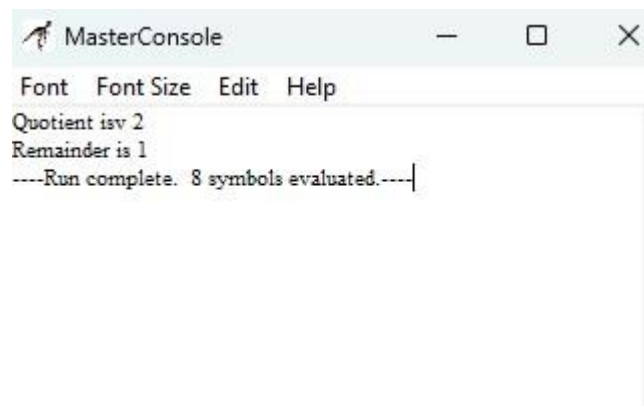 MasterConsole
Font Font Size Edit Help
Quotient isv 2
Remainder is 1
----Run complete.  8 symbols evaluated.----